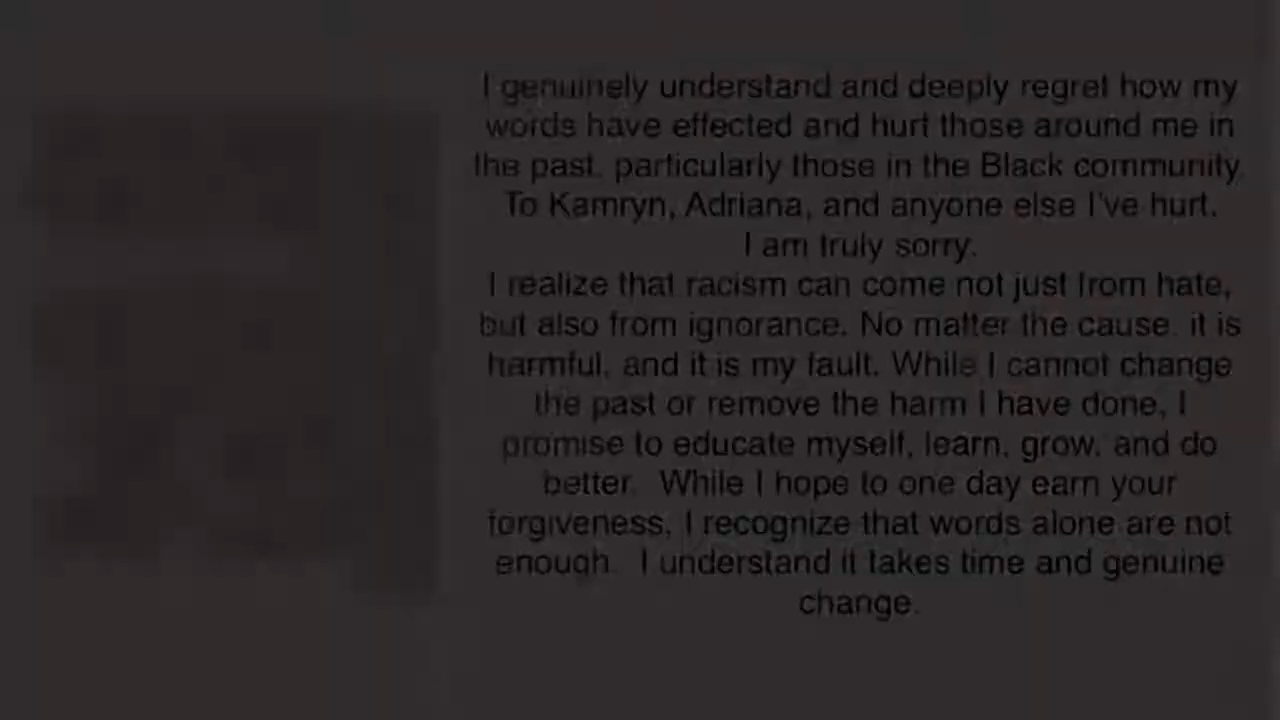 I genuinely understand and deeply regret how my
words have effected and hurt those around me in
the past, particularly those in the Black community.
To Kamryn, Adriana, and anyone else I've hurt.
I am truly sorry.
I realize that racism can come not just from hate,
but also from ignorance. No matter the cause, it is
harmful, and it is my fault. While I cannot change
the past or remove the harm I have done, I
promise to educate myself, learn, grow, and do
better. While I hope to one day earn your
forgiveness, I recognize that words alone are not
enough. I understand it takes time and genuine
change.